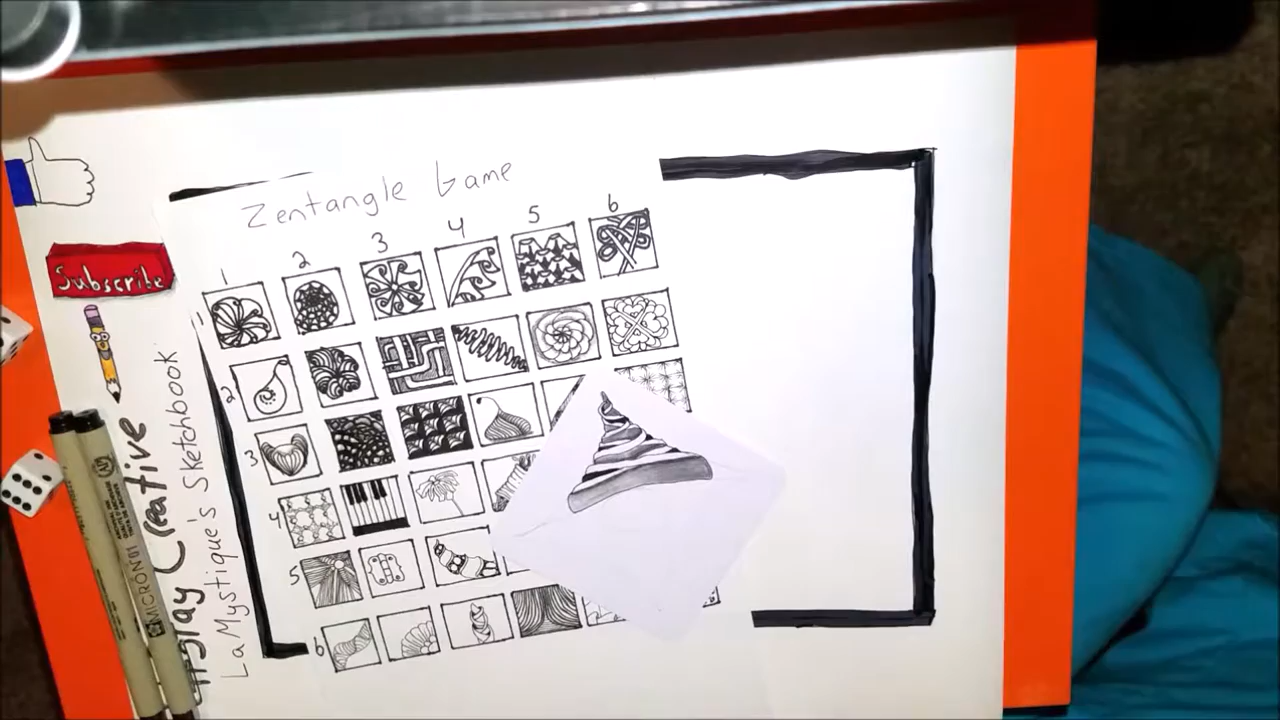 Zentangle Game
1 2 3 4 5 6
2
3
4
5
6
Subscribe
#Stay Creative
LaMystique's Sketchbook
MICRON 01